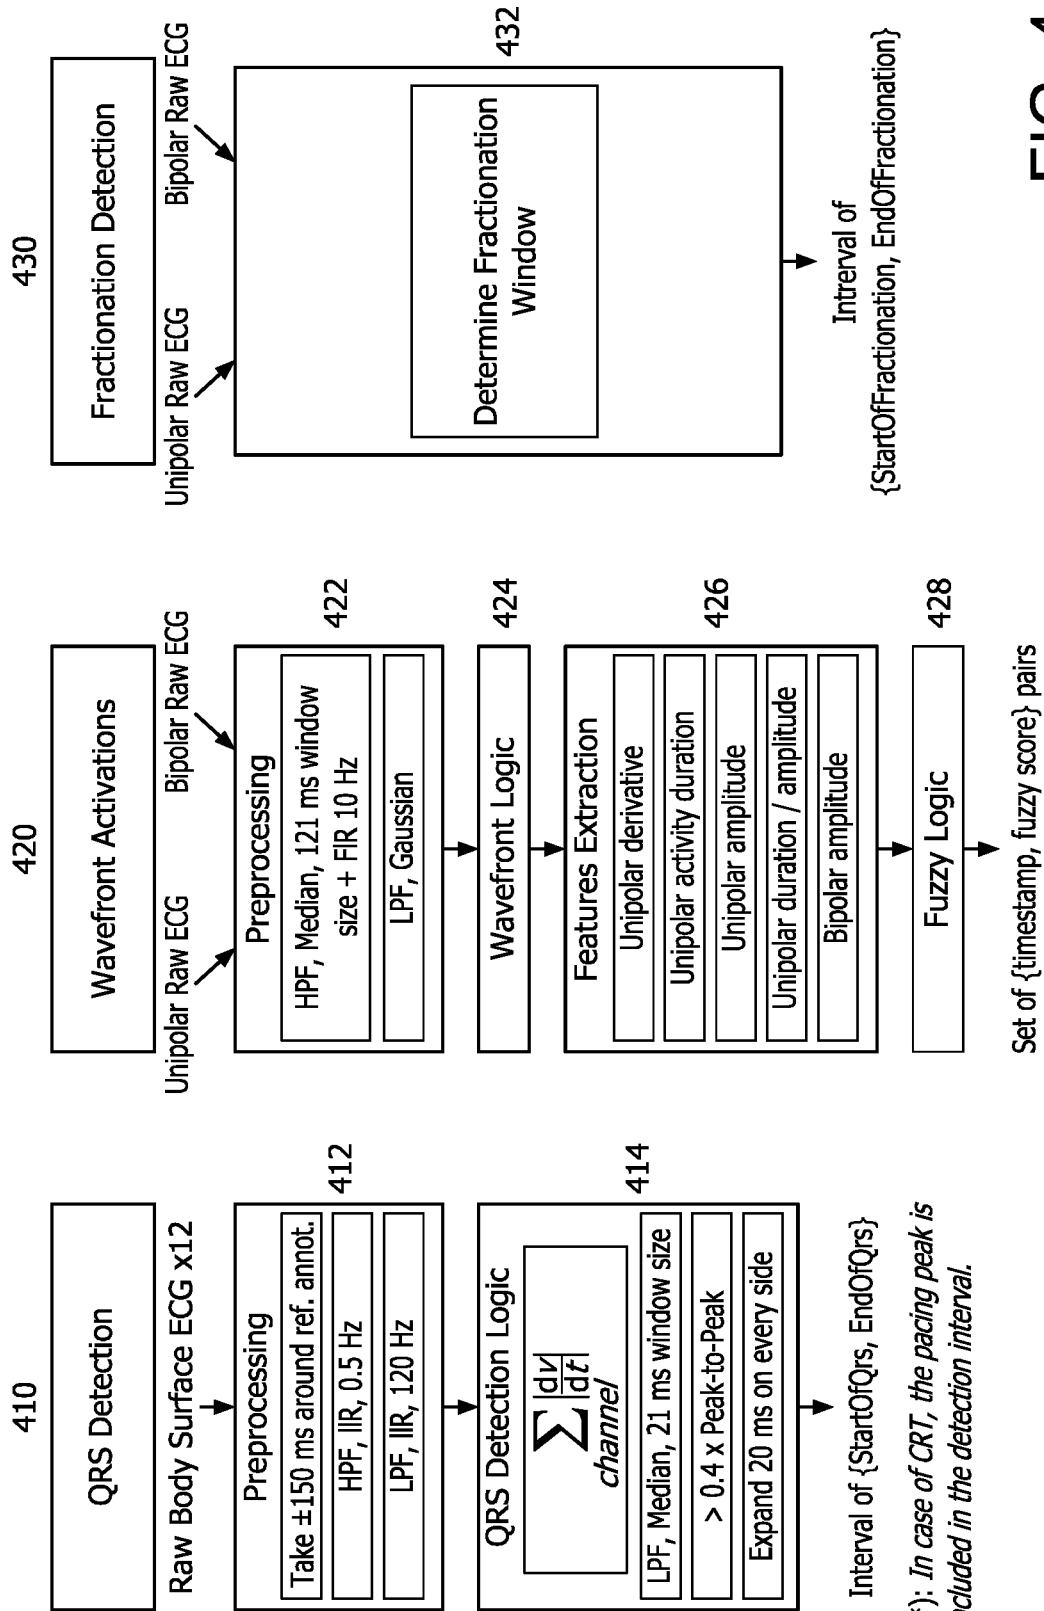 410
QRS Detection
Raw Body Surface ECG x12
Preprocessing
Take ±150 ms around ref. annot.
HPF, IIR, 0.5 Hz
LPF, IIR, 120 Hz
412
QRS Detection Logic
∑ |dv/dt|
channel
LPF, Median, 21 ms window size
> 0.4 x Peak-to-Peak
Expand 20 ms on every side
414
Interval of {StartOfQrs, EndOfQrs}
): In case of CRT, the pacing peak is
included in the detection interval.
420
Wavefront Activations
Unipolar Raw ECG
Bipolar Raw ECG
Preprocessing
HPF, Median, 121 ms window
size + FIR 10 Hz
LPF, Gaussian
422
Wavefront Logic
424
Features Extraction
Unipolar derivative
Unipolar activity duration
Unipolar amplitude
Unipolar duration / amplitude
Bipolar amplitude
426
Fuzzy Logic
428
Set of {timestamp, fuzzy score} pairs
430
Fractionation Detection
Unipolar Raw ECG
Bipolar Raw ECG
Determine Fractionation
Window
432
Intrerval of
{StartOfFractionation, EndOfFractionation}
FIG.